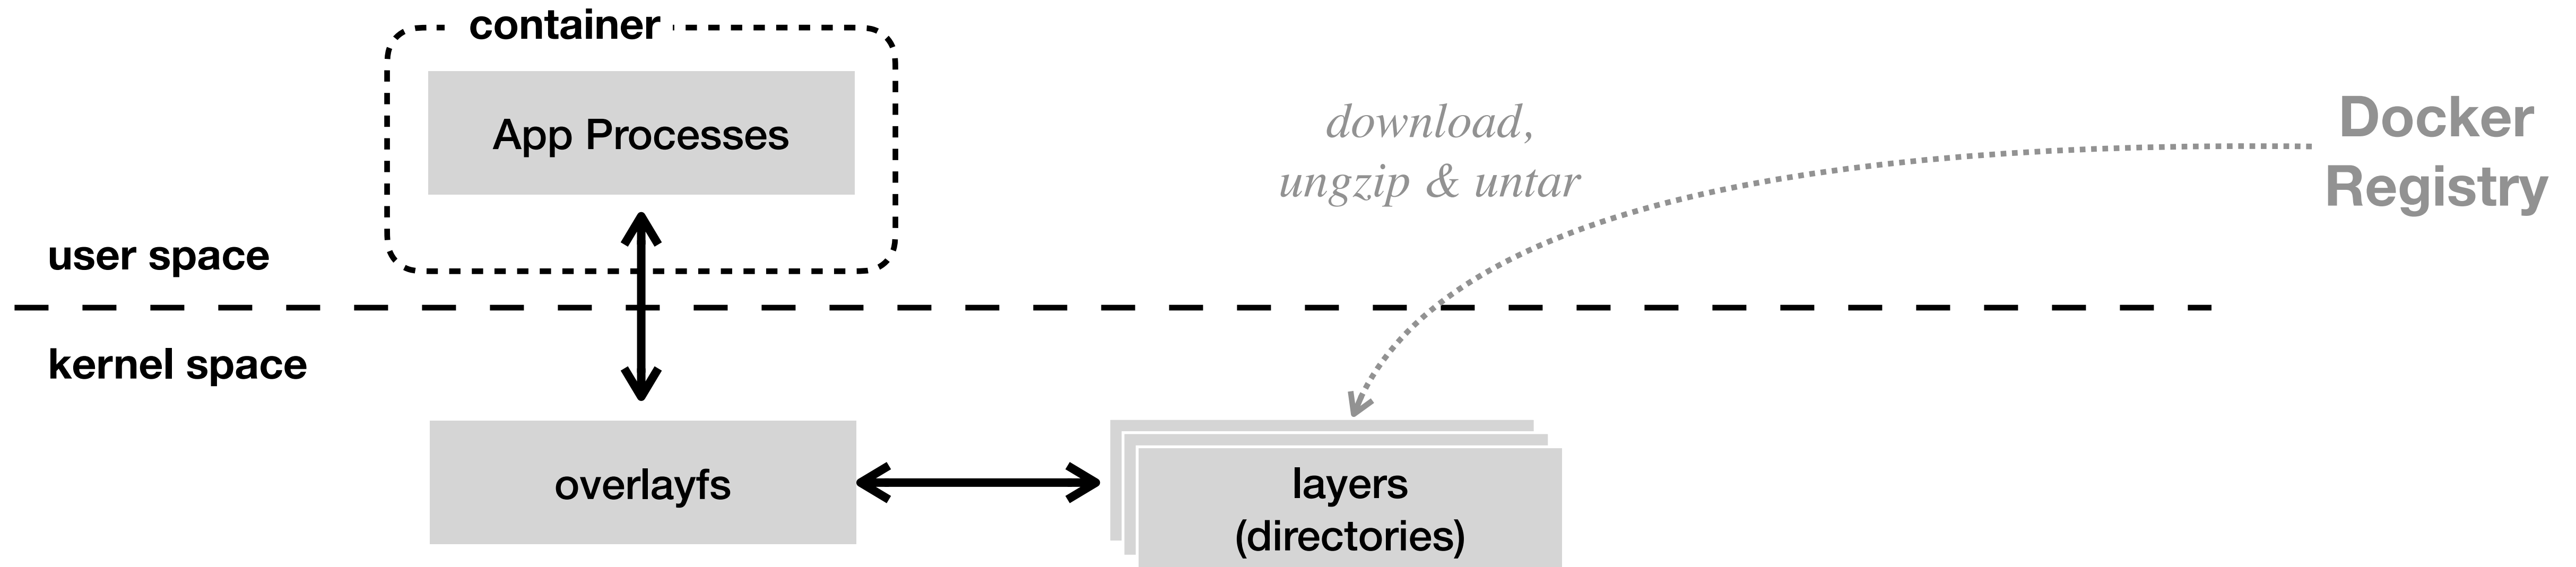 container
App Processes
download,
ungzip & untar
Docker
Registry
user space
kernel space
overlayfs
layers
(directories)